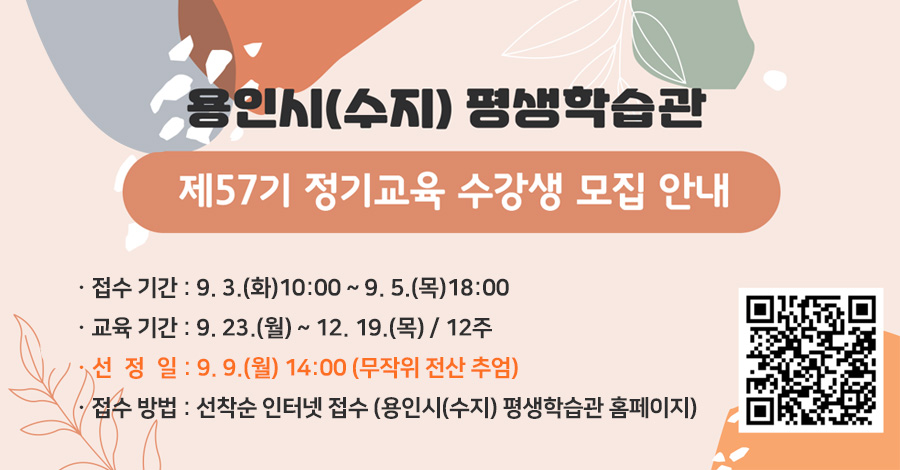 용인시(수지) 평생학습관
제57기 정기교육 수강생 모집 안내
· 접수 기간 : 9. 3.(화)10:00 ~ 9. 5.(목)18:00
· 교육 기간 : 9. 23.(월) ~ 12. 19.(목) / 12주
· 선 정 일 : 9. 9.(월) 14:00 (무작위 전산 추엄)
· 접수 방법 : 선착순 인터넷 접수 (용인시(수지) 평생학습관 홈페이지)